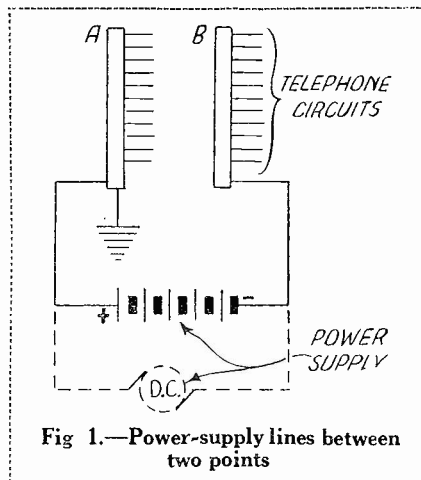 A
B
TELEPHONE
CIRCUITS
+
-
POWER
SUPPLY
D.C.
Fig 1.—Power-supply lines between
two points